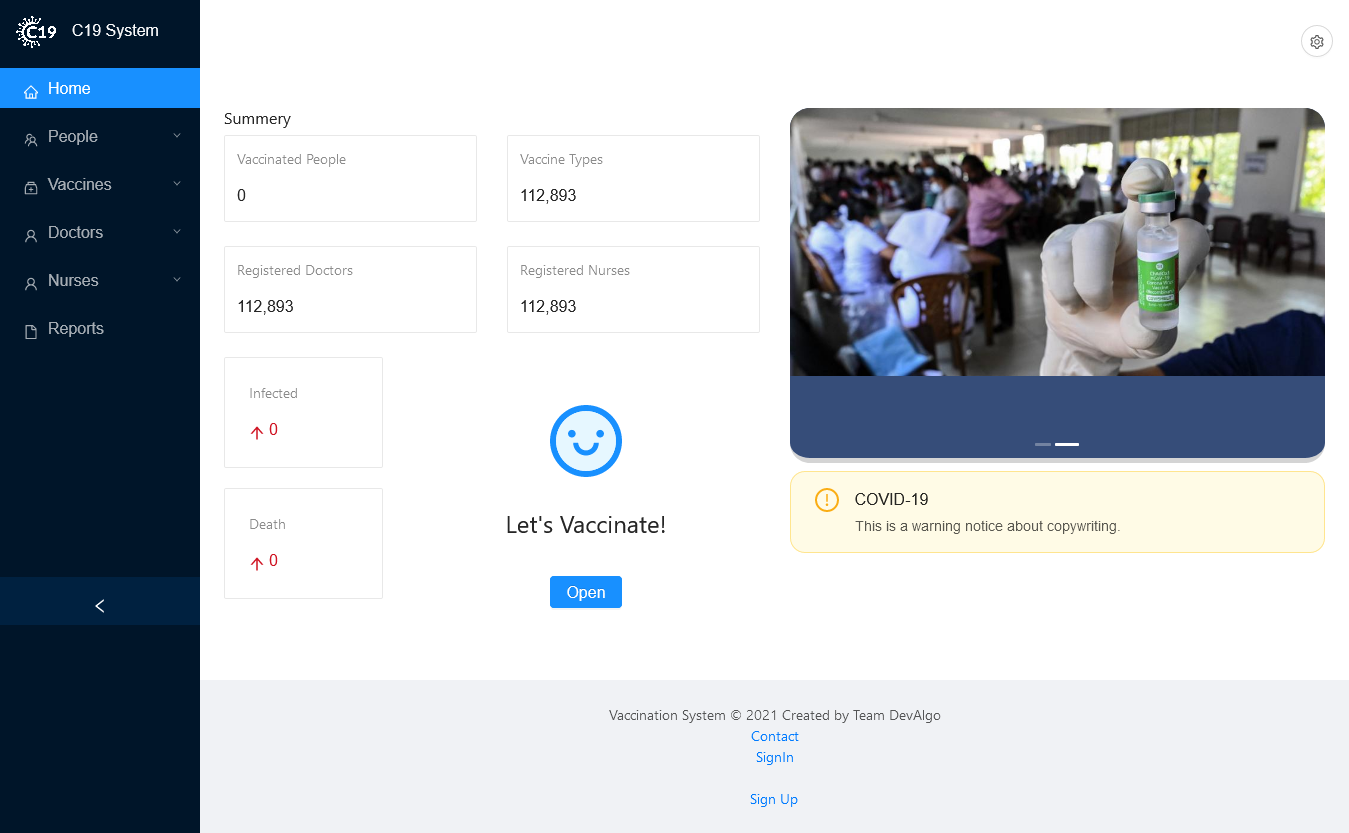 C19 C19 System
Home
People
Vaccines
Doctors
Nurses
Reports
Summery
Vaccinated People
0
Vaccine Types
112,893
Registered Doctors
112,893
Registered Nurses
112,893
Infected
0
Death
0
Let's Vaccinate!
Open
COVID-19
This is a warning notice about copywriting.
Vaccination System © 2021 Created by Team DevAlgo
Contact
SignIn
Sign Up